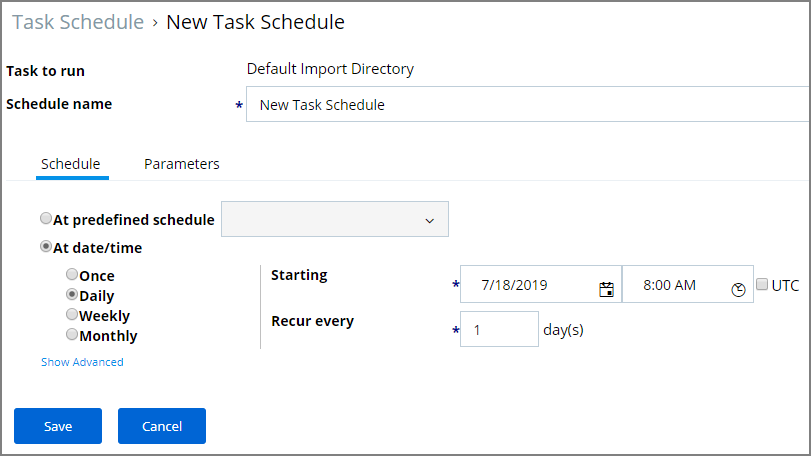 Task Schedule › New Task Schedule
Task to run Default Import Directory
Schedule name * New Task Schedule
Schedule Parameters
At predefined schedule
At date/time
Once Starting * 7/18/2019 8:00 AM UTC
Daily
Weekly Recur every * 1 day(s)
Monthly
Show Advanced
Save Cancel